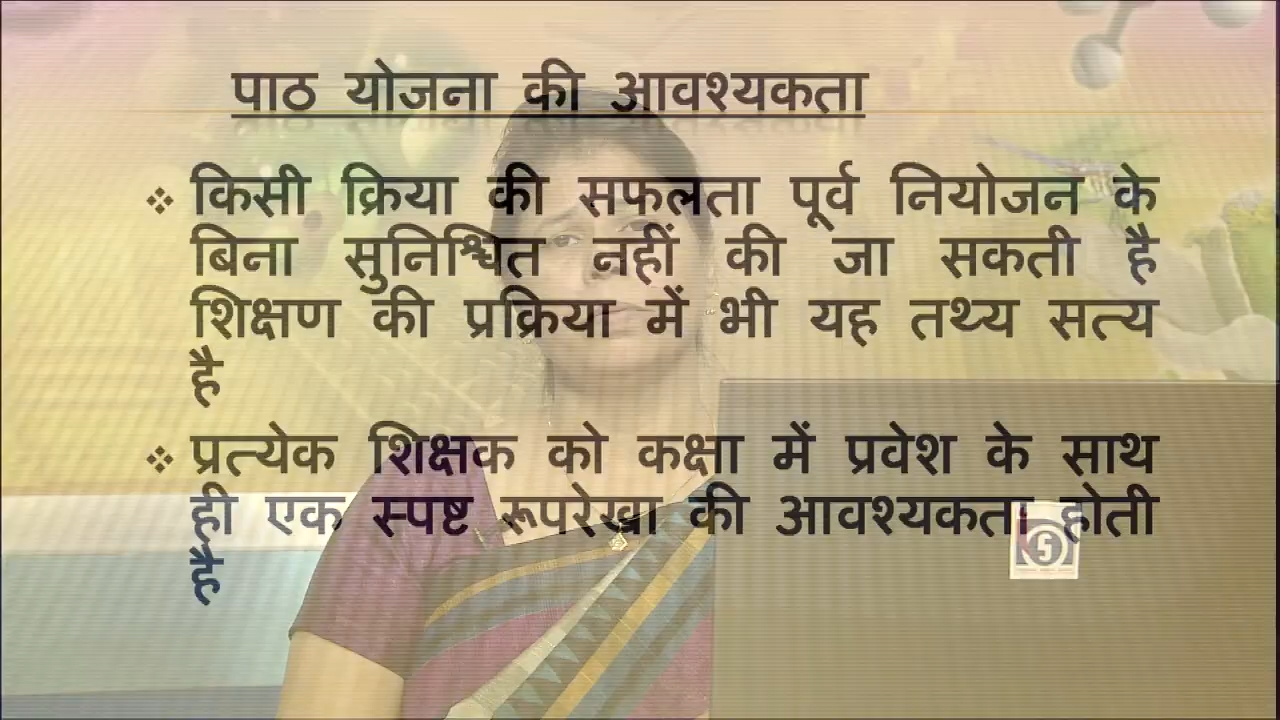 पाठ योजना की आवश्यकता
❖ किसी क्रिया की सफलता पूर्व नियोजन के
बिना सुनिश्चित नहीं की जा सकती है
शिक्षण की प्रक्रिया में भी यह तथ्य सत्य
है
❖ प्रत्येक शिक्षक को कक्षा में प्रवेश के साथ
ही एक स्पष्ट रूपरेखा की आवश्यकता होती
है